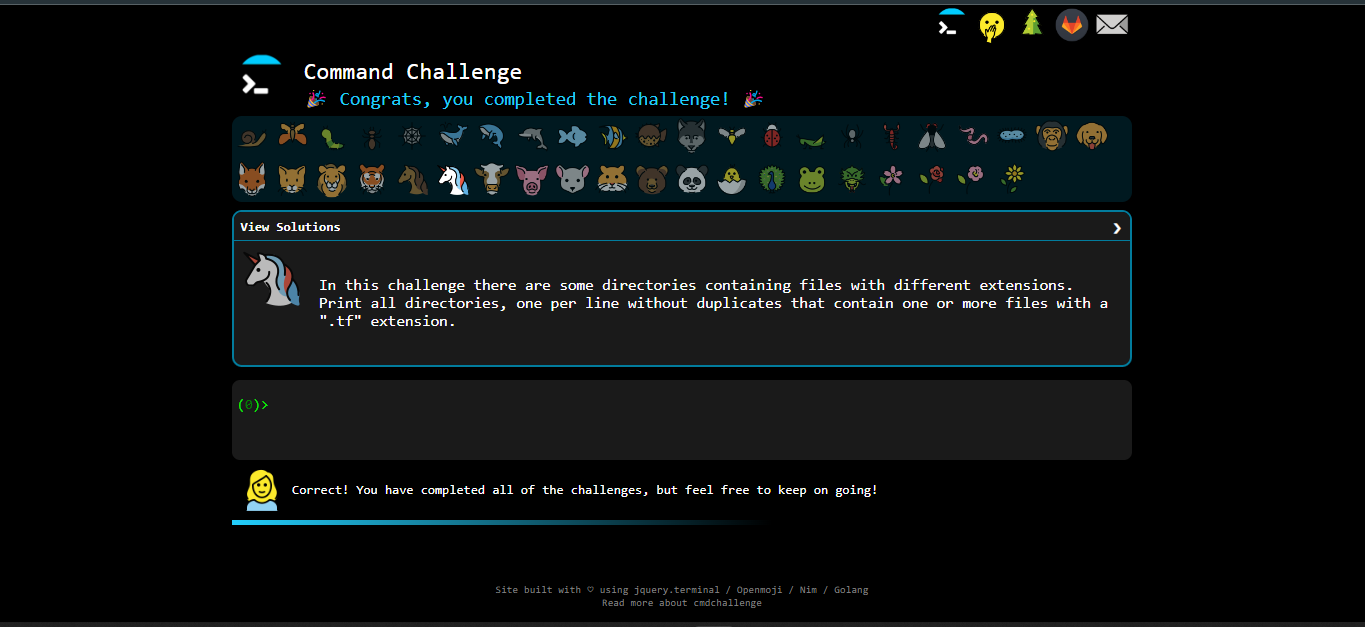 Command Challenge
🎉 Congrats, you completed the challenge! 🎉
View Solutions ❯
In this challenge there are some directories containing files with different extensions.
Print all directories, one per line without duplicates that contain one or more files with a
".tf" extension.
(0)>
Correct! You have completed all of the challenges, but feel free to keep on going!
Site built with ♡ using jquery.terminal / Openmoji / Nim / Golang
Read more about cmdchallenge